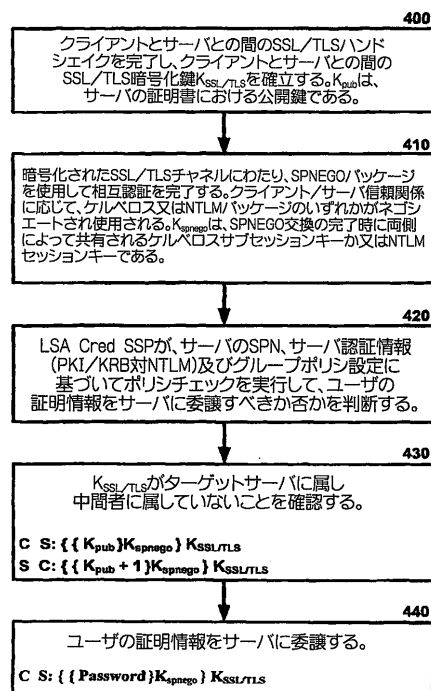 400
クライアントとサーバとの間のSSL/TLSハンド
シェイクを完了し、クライアントとサーバとの間の
SSL/TLS暗号化鍵K_SSL/TLSを確立する。K_pubは、
サーバの証明書における公開鍵である。
410
暗号化されたSSL/TLSチャネルにわたり、SPNEGOパッケージ
を使用して相互認証を完了する。クライアント/サーバ信頼関係
に応じて、ケルベロス又はNTLMパッケージのいずれかがネゴシ
エートされ使用される。K_spnegoは、SPNEGO交換の完了時に両側
によって共有されるケルベロスサブセッションキーか又はNTLM
セッションキーである。
420
LSA Cred SSPが、サーバのSPN、サーバ認証情報
(PKI/KRB対NTLM)及びグループポリシ設定に
基づいてポリシチェックを実行して、ユーザの
証明情報をサーバに委譲すべきか否かを判断する。
430
K_SSL/TLSがターゲットサーバに属し
中間者に属していないことを確認する。
C S: { { K_pub }K_spnego } K_SSL/TLS
S C: { { K_pub + 1 }K_spnego } K_SSL/TLS
440
ユーザの証明情報をサーバに委譲する。
C S: { { Password }K_spnego } K_SSL/TLS